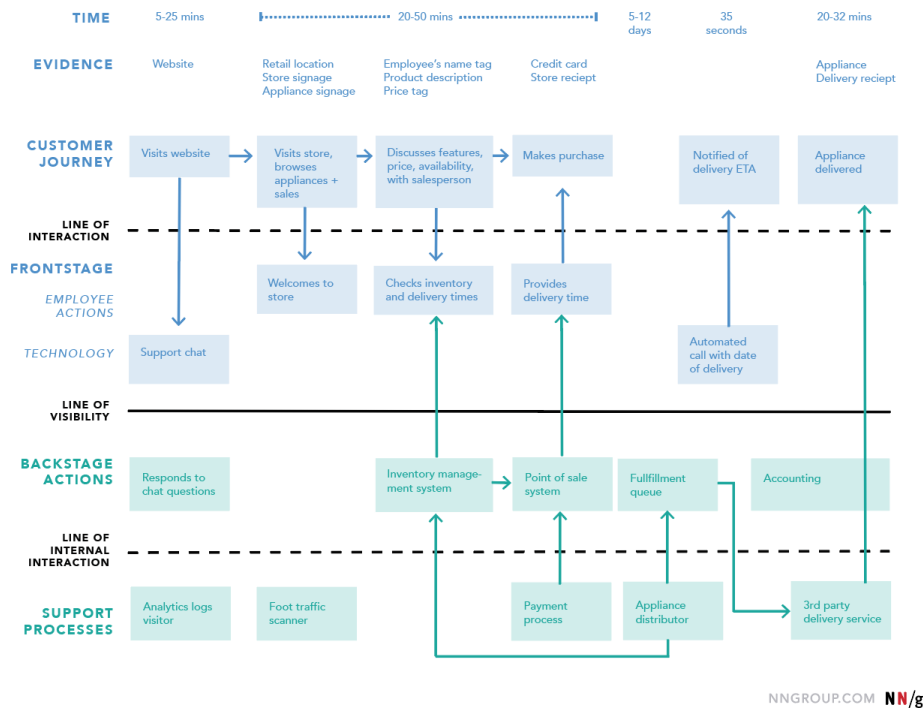 TIME
5-25 mins
20-50 mins
5-12
days
35
seconds
20-32 mins
EVIDENCE
Website
Retail location
Store signage
Appliance signage
Employee's name tag
Product description
Price tag
Credit card
Store reciept
Appliance
Delivery reciept
CUSTOMER
JOURNEY
Visits website
Visits store,
browses
appliances +
sales
Discusses features,
price, availability,
with salesperson
Makes purchase
Notified of
delivery ETA
Appliance
delivered
LINE OF
INTERACTION
FRONTSTAGE
EMPLOYEE
ACTIONS
Welcomes to
store
Checks inventory
and delivery times
Provides
delivery time
TECHNOLOGY
Support chat
Automated
call with date
of delivery
LINE OF
VISIBILITY
BACKSTAGE
ACTIONS
Responds to
chat questions
Inventory manage-
ment system
Point of sale
system
Fullfillment
queue
Accounting
LINE OF
INTERNAL
INTERACTION
SUPPORT
PROCESSES
Analytics logs
visitor
Foot traffic
scanner
Payment
process
Appliance
distributor
3rd party
delivery service
NNGROUP.COM NN/g